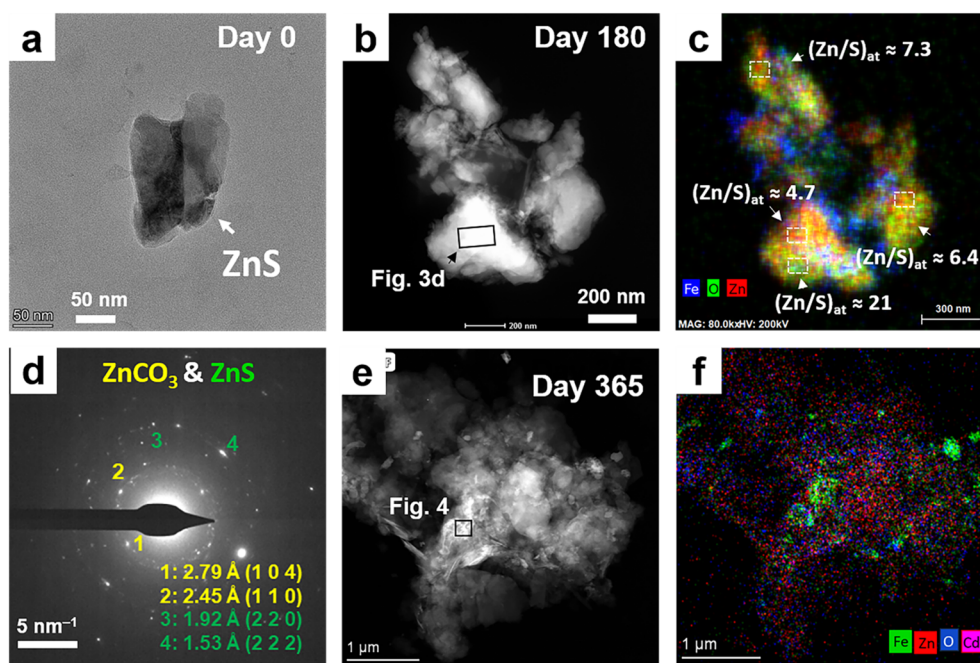 a
Day 0
ZnS
50 nm
50 nm
b
Day 180
Fig. 3d
200 nm
200 nm
c
(Zn/S)at ≈ 7.3
(Zn/S)at ≈ 4.7
(Zn/S)at ≈ 6.4
(Zn/S)at ≈ 21
Fe O Zn
MAG: 80.0kxHV: 200kV
300 nm
d
ZnCO3 & ZnS
3
4
2
1
1: 2.79 Å (1 0 4)
2: 2.45 Å (1 1 0)
3: 1.92 Å (2 2 0)
4: 1.53 Å (2 2 2)
5 nm⁻¹
e
Day 365
Fig. 4
1 µm
f
1 µm
Fe Zn O Cd